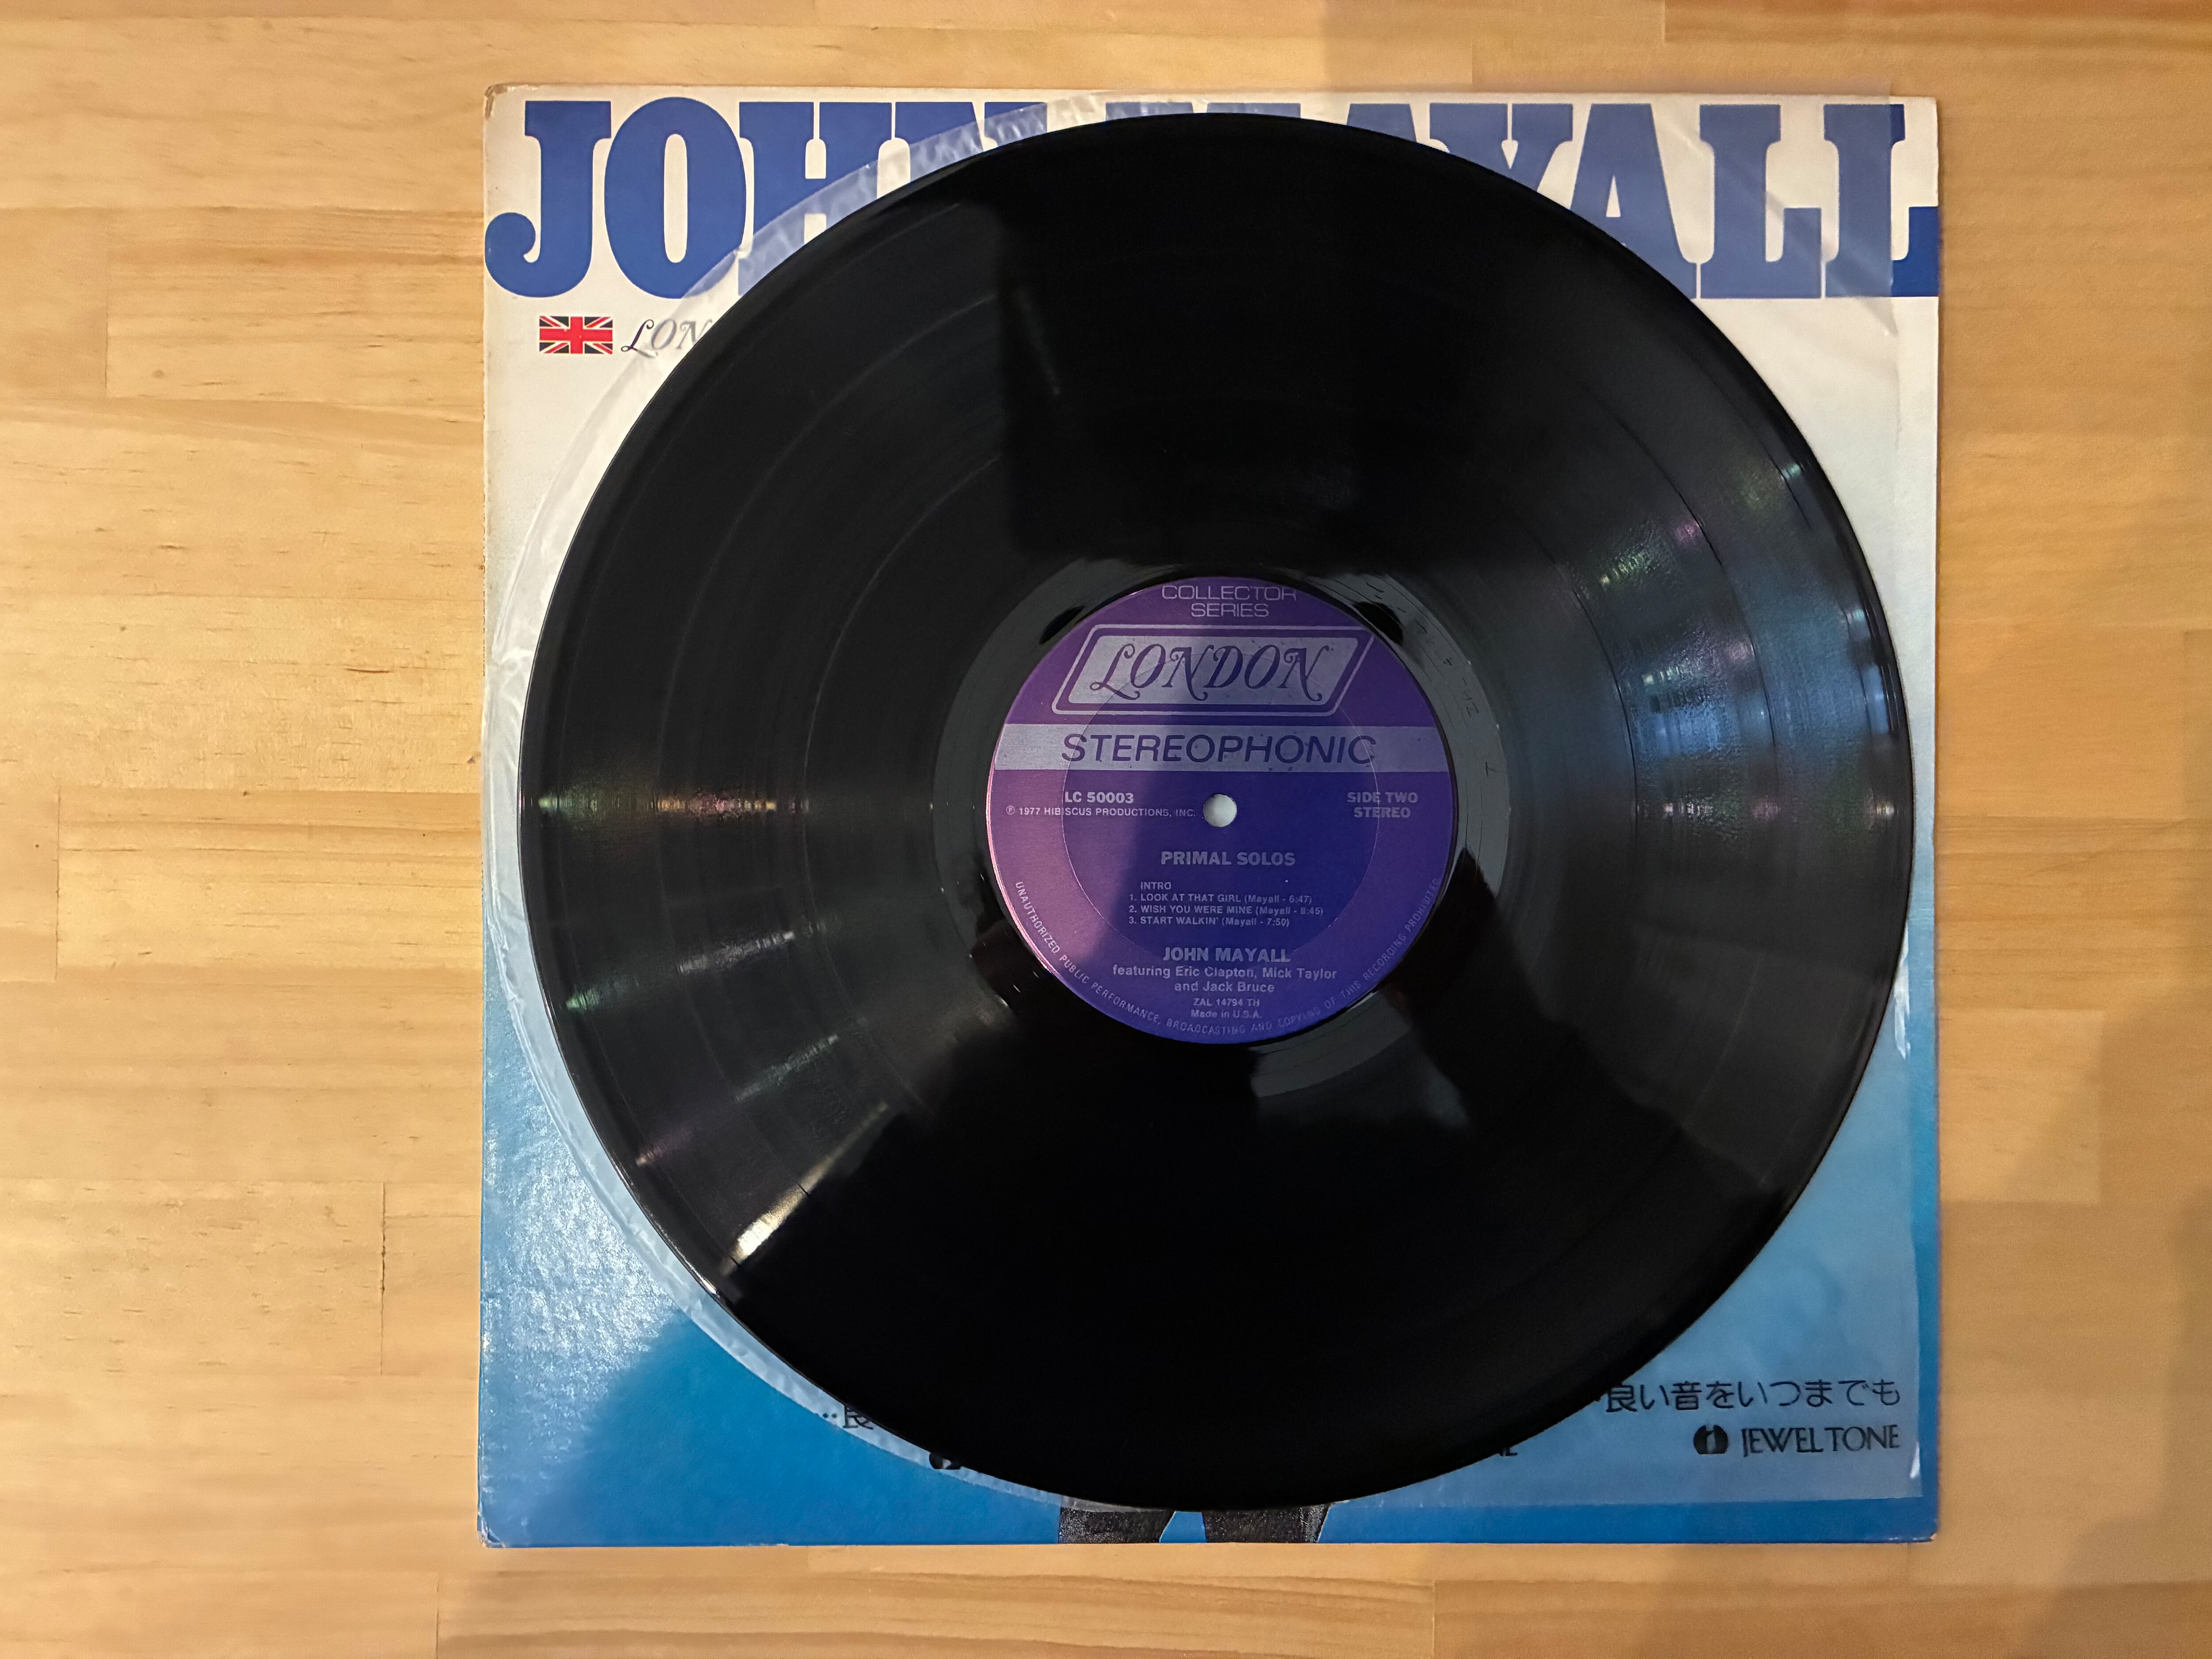 JOHN MAYALL
LON
COLLECTOR
SERIES
LONDON
STEREOPHONIC
LC 50003
℗ 1977 HIBISCUS PRODUCTIONS, INC.
SIDE TWO
STEREO
PRIMAL SOLOS
INTRO
1. LOOK AT THAT GIRL (Mayall - 6:47)
2. WISH YOU WERE MINE (Mayall - 8:45)
3. START WALKIN' (Mayall - 7:50)
JOHN MAYALL
featuring Eric Clapton, Mick Taylor
and Jack Bruce
ZAL 14794 TH
Made in U.S.A.
UNAUTHORIZED PUBLIC PERFORMANCE, BROADCASTING AND COPYING OF THIS RECORDING PROHIBITED
…良
良い音をいつまでも
JEWELTONE